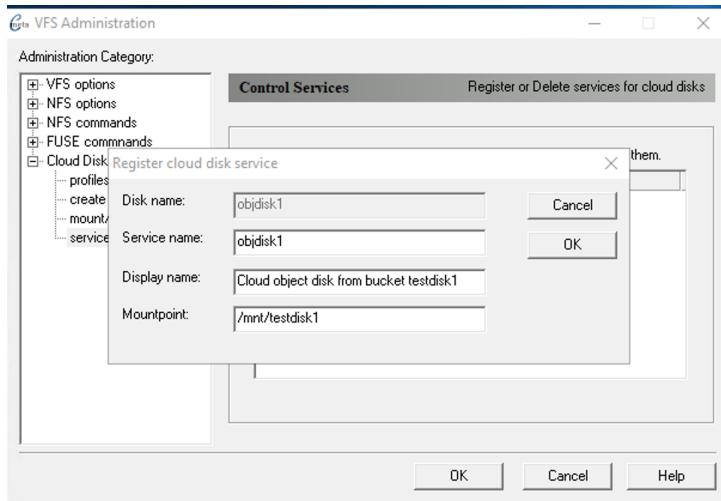 Cmeta VFS Administration
Administration Category:
VFS options
NFS options
NFS commands
FUSE commnands
Cloud Disk
profiles
create
mount/
service
Control Services
Register or Delete services for cloud disks
them.
Register cloud disk service
Disk name:
objdisk1
Cancel
Service name:
objdisk1
OK
Display name:
Cloud object disk from bucket testdisk1
Mountpoint:
/mnt/testdisk1
OK
Cancel
Help